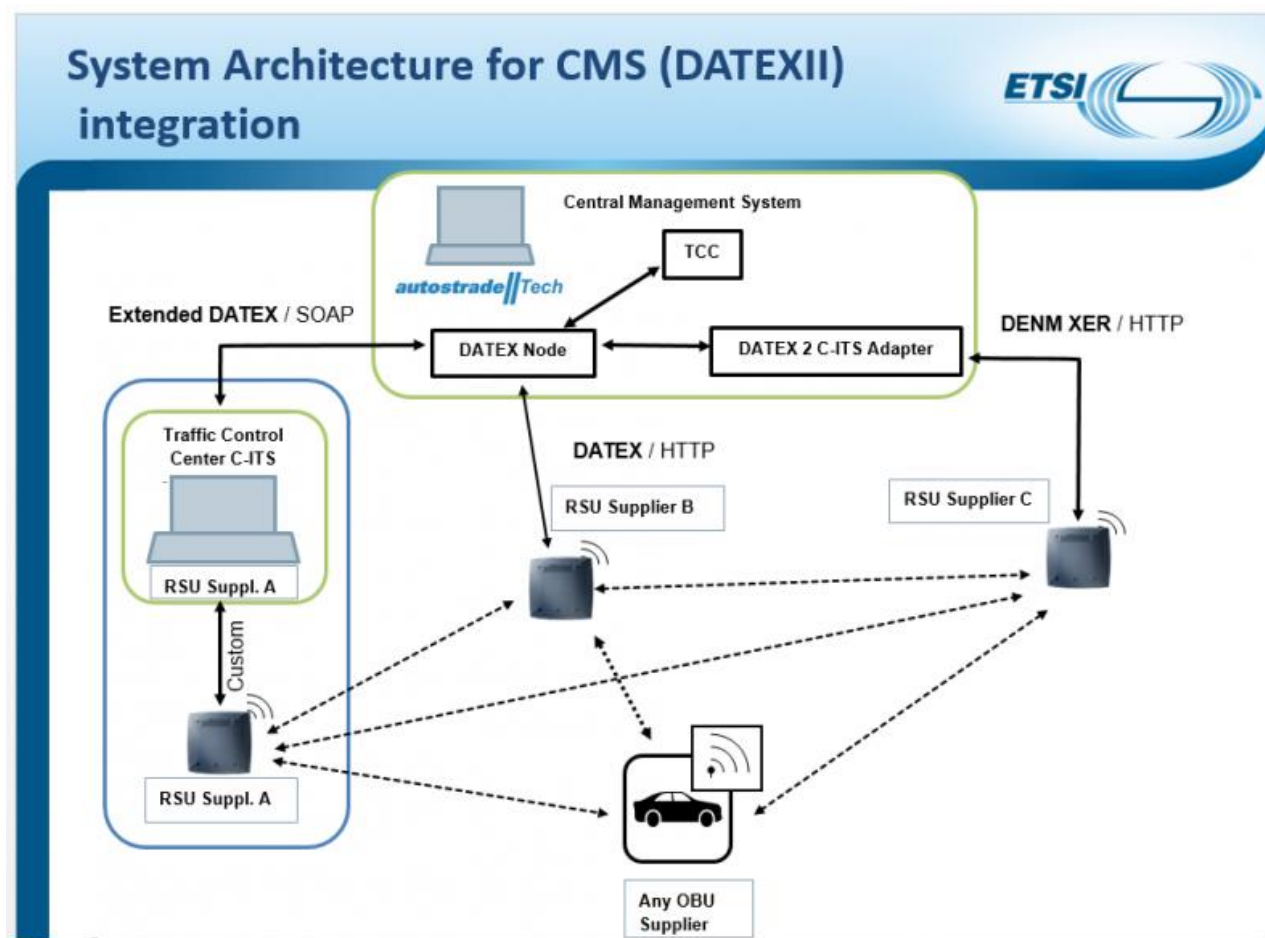 System Architecture for CMS (DATEXII)
integration
ETSI
Central Management System
TCC
autostrade//Tech
Extended DATEX / SOAP
DENM XER / HTTP
DATEX Node
DATEX 2 C-ITS Adapter
Traffic Control
Center C-ITS
DATEX / HTTP
RSU Supplier B
RSU Supplier C
RSU Suppl. A
Custom
RSU Suppl. A
Any OBU
Supplier